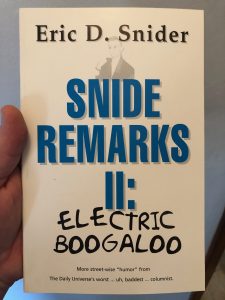 Eric D. Snider
SNIDE
REMARKS
II:
ELECTRIC
BOOGALOO
More street-wise "humor" from
The Daily Universe's worst ... uh, baddest ... columnist.